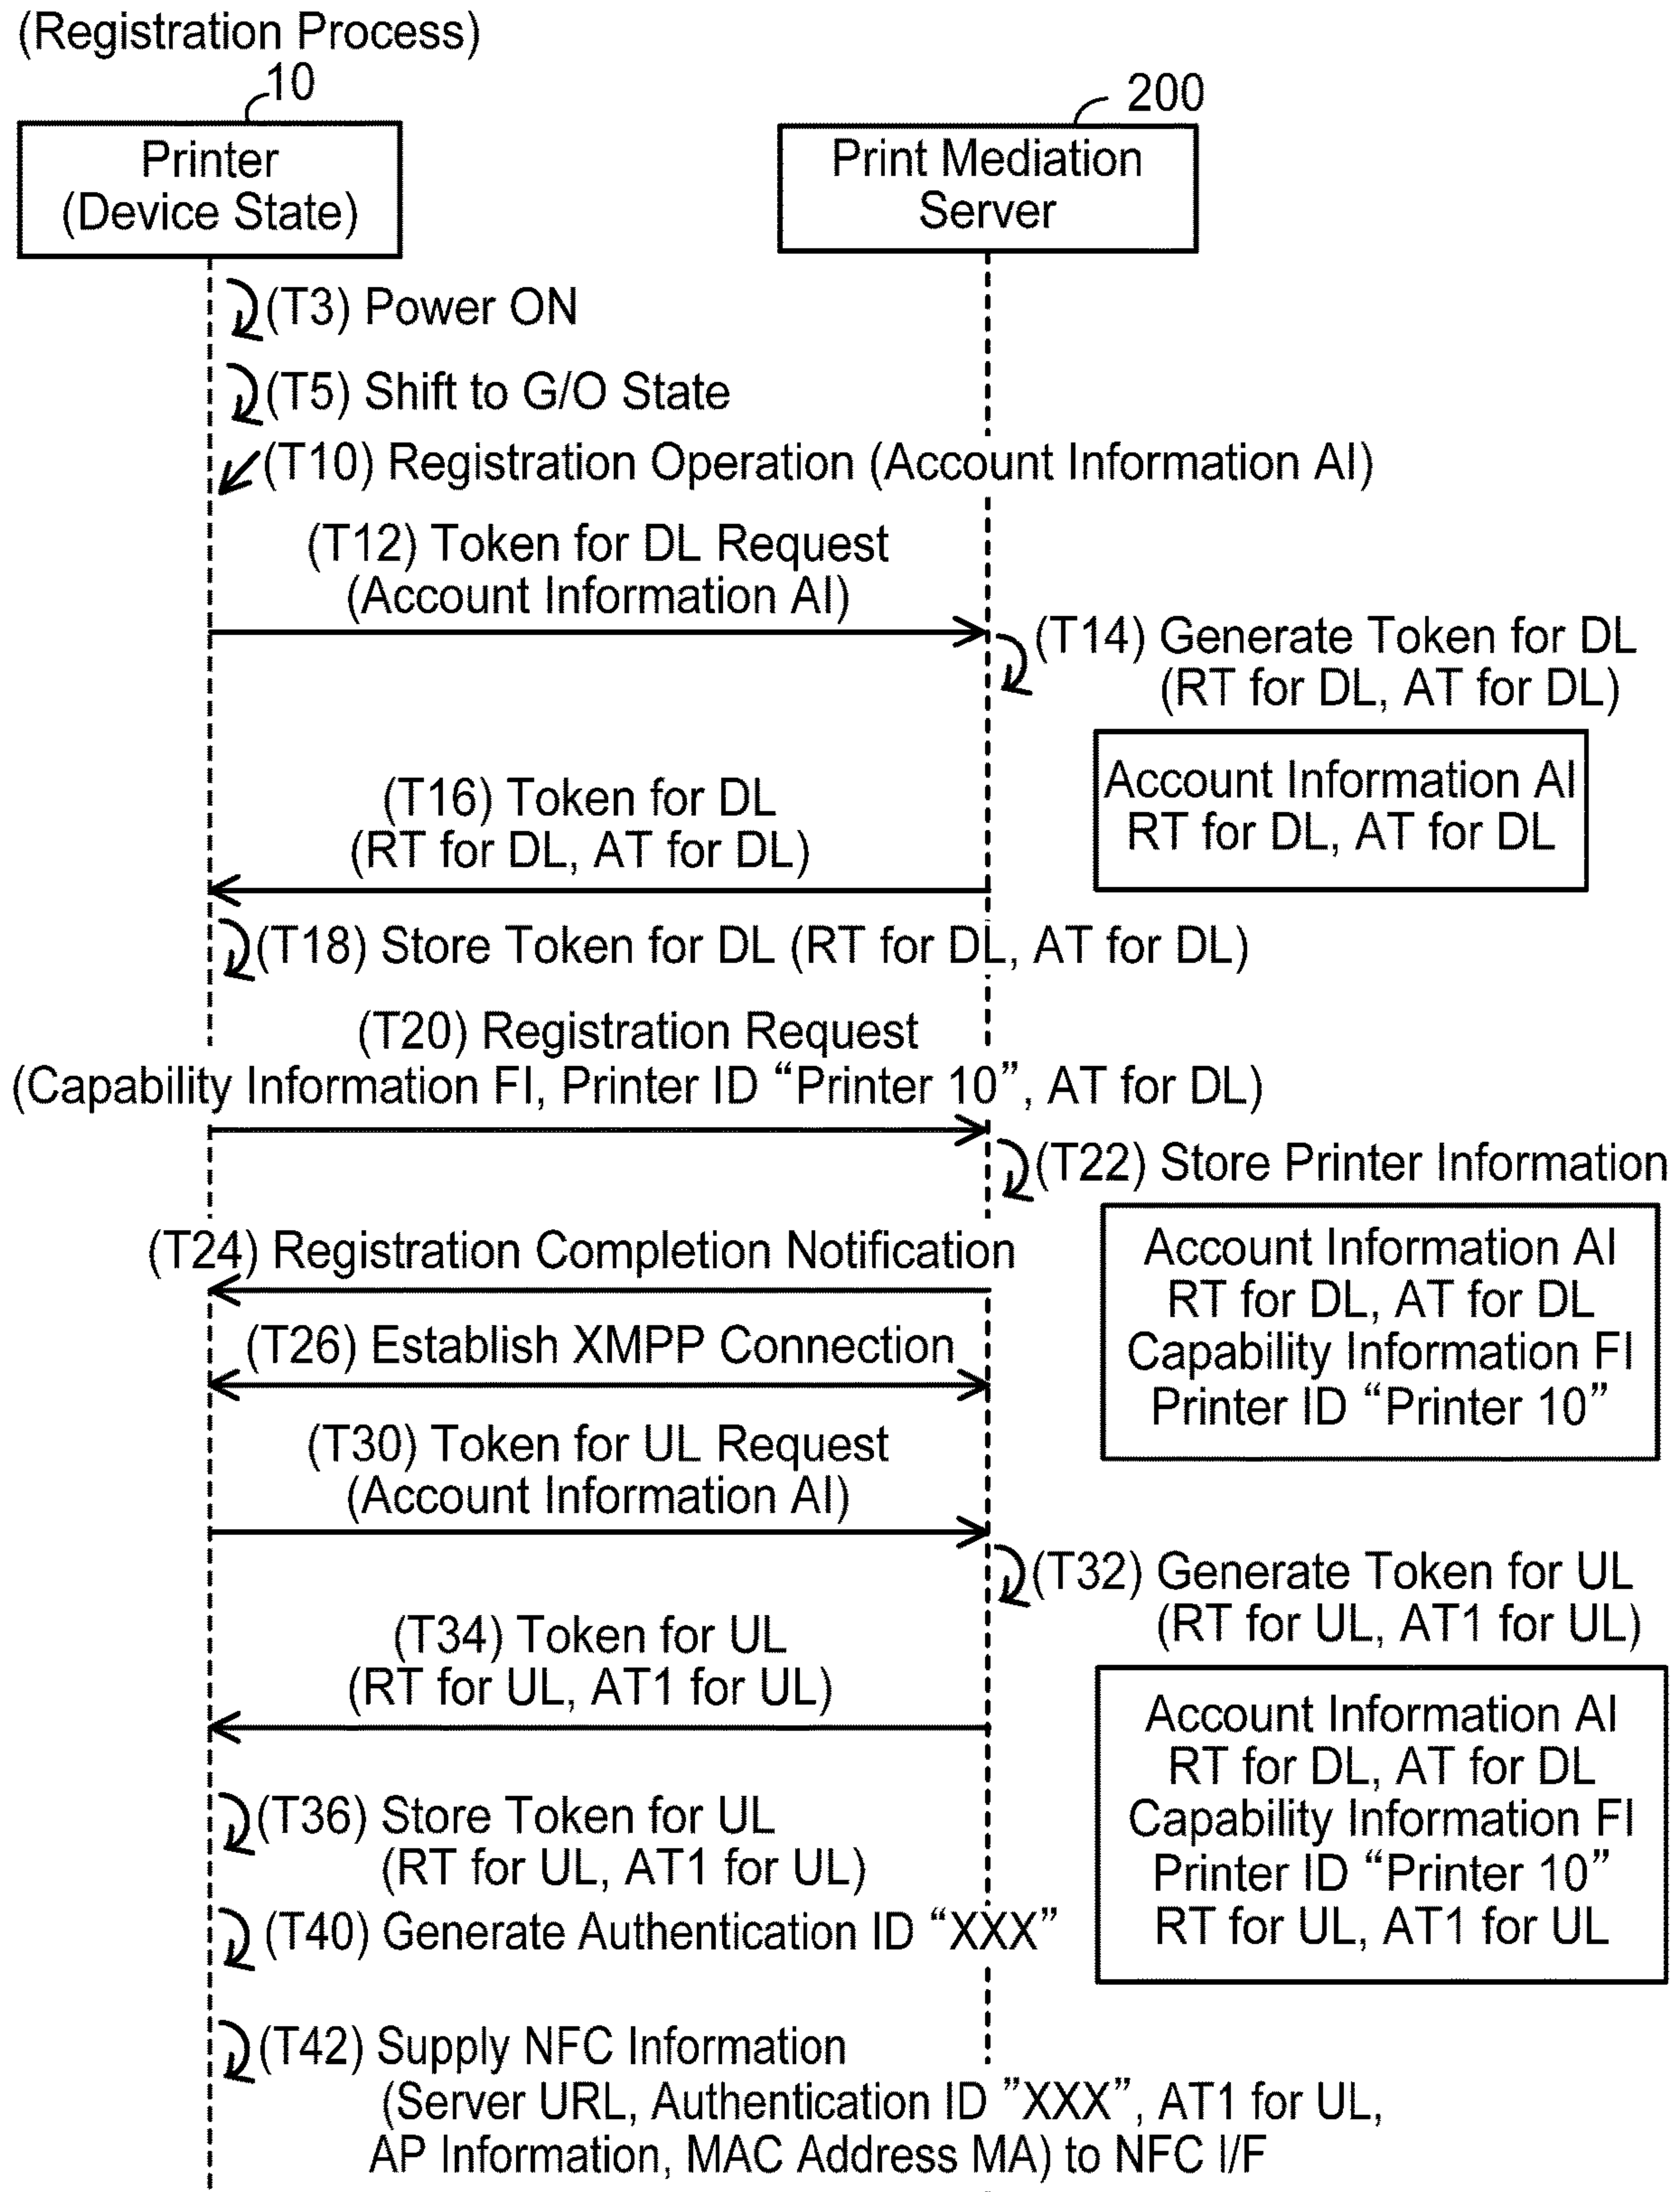 (Registration Process)
10
200
Printer
(Device State)
Print Mediation
Server
(T3) Power ON
(T5) Shift to G/O State
(T10) Registration Operation (Account Information AI)
(T12) Token for DL Request
(Account Information AI)
(T14) Generate Token for DL
(RT for DL, AT for DL)
Account Information AI
RT for DL, AT for DL
(T16) Token for DL
(RT for DL, AT for DL)
(T18) Store Token for DL (RT for DL, AT for DL)
(T20) Registration Request
(Capability Information FI, Printer ID “Printer 10”, AT for DL)
(T22) Store Printer Information
Account Information AI
RT for DL, AT for DL
Capability Information FI
Printer ID “Printer 10”
(T24) Registration Completion Notification
(T26) Establish XMPP Connection
(T30) Token for UL Request
(Account Information AI)
(T32) Generate Token for UL
(RT for UL, AT1 for UL)
Account Information AI
RT for DL, AT for DL
Capability Information FI
Printer ID “Printer 10”
RT for UL, AT1 for UL
(T34) Token for UL
(RT for UL, AT1 for UL)
(T36) Store Token for UL
(RT for UL, AT1 for UL)
(T40) Generate Authentication ID “XXX”
(T42) Supply NFC Information
(Server URL, Authentication ID ”XXX”, AT1 for UL,
AP Information, MAC Address MA) to NFC I/F